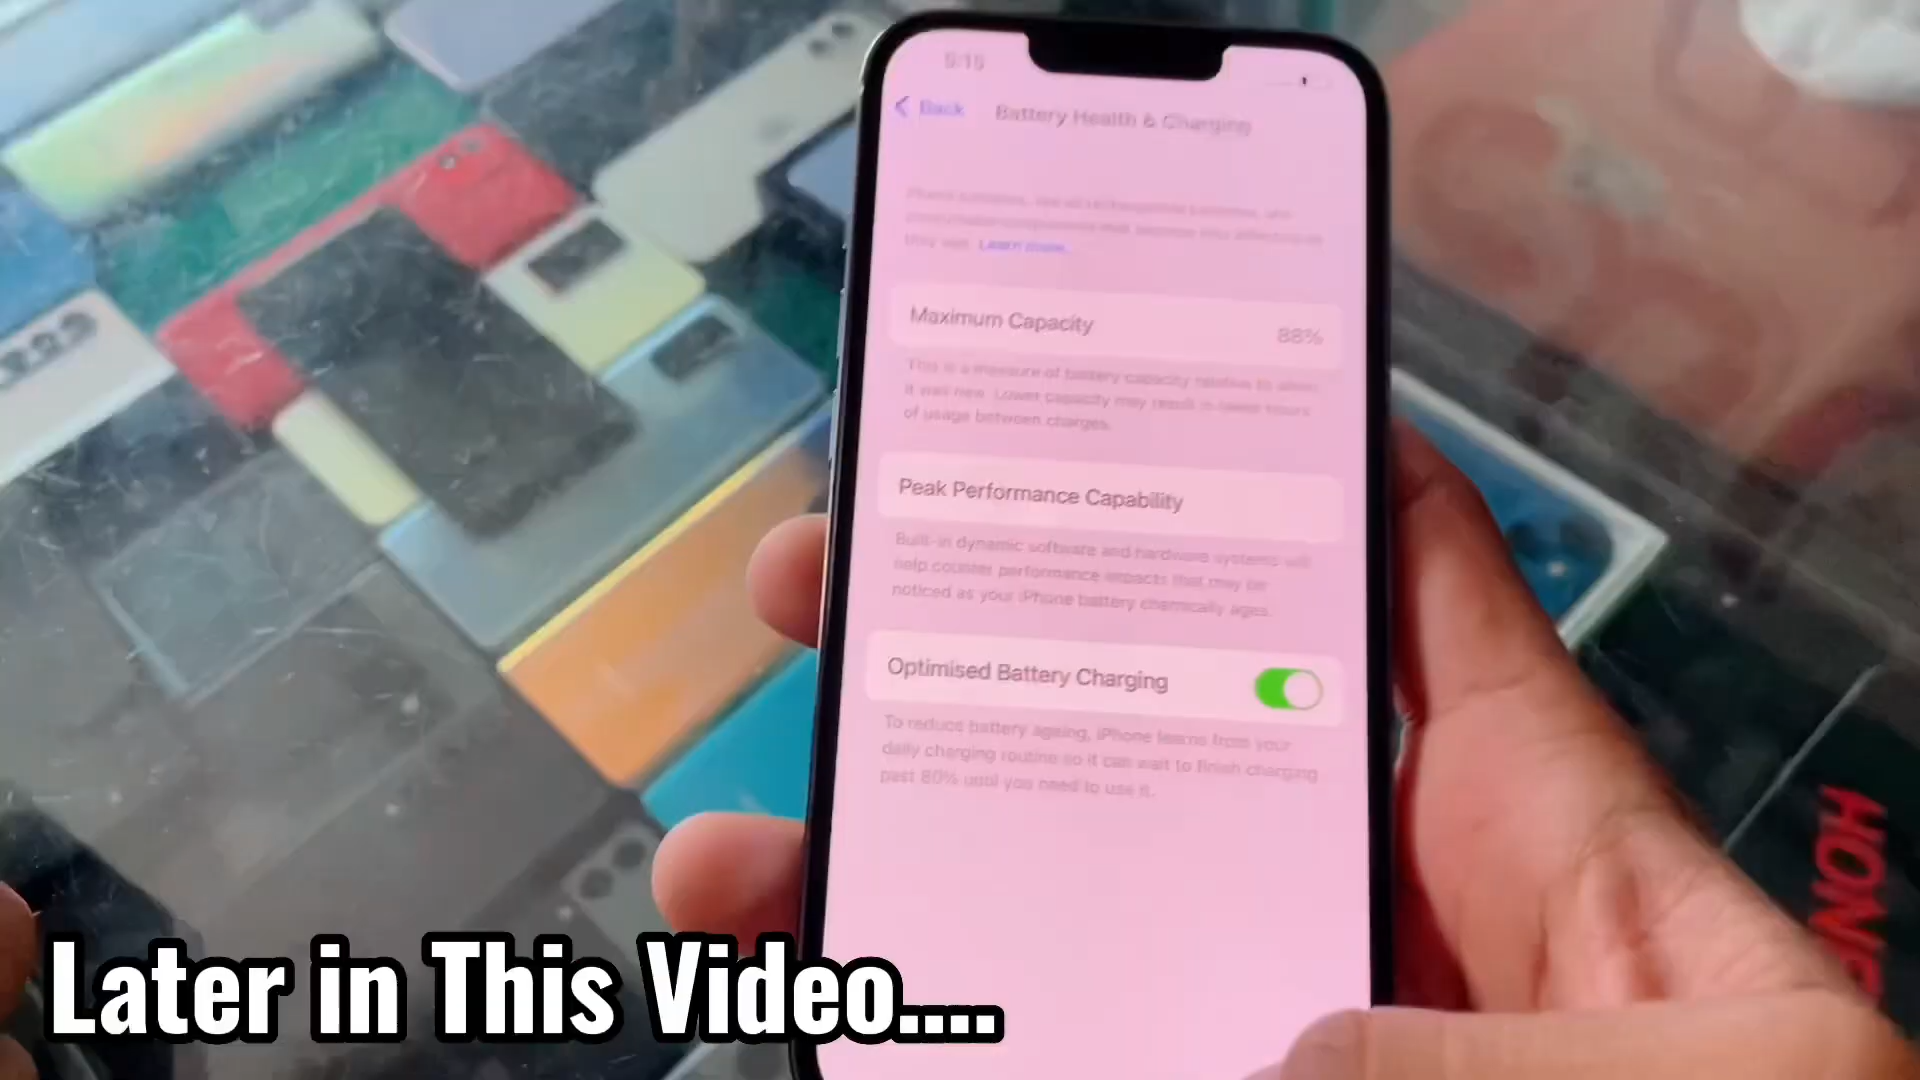 9:15
Back
Battery Health & Charging
they age. Learn more...
Maximum Capacity 88%
This is a measure of battery capacity relative to when
it was new. Lower capacity may result in fewer hours
of usage between charges.
Peak Performance Capability
Built-in dynamic software and hardware systems will
help counter performance impacts that may be
noticed as your iPhone battery chemically ages.
Optimised Battery Charging
To reduce battery ageing, iPhone learns from your
daily charging routine so it can wait to finish charging
past 80% until you need to use it.
Later in This Video....